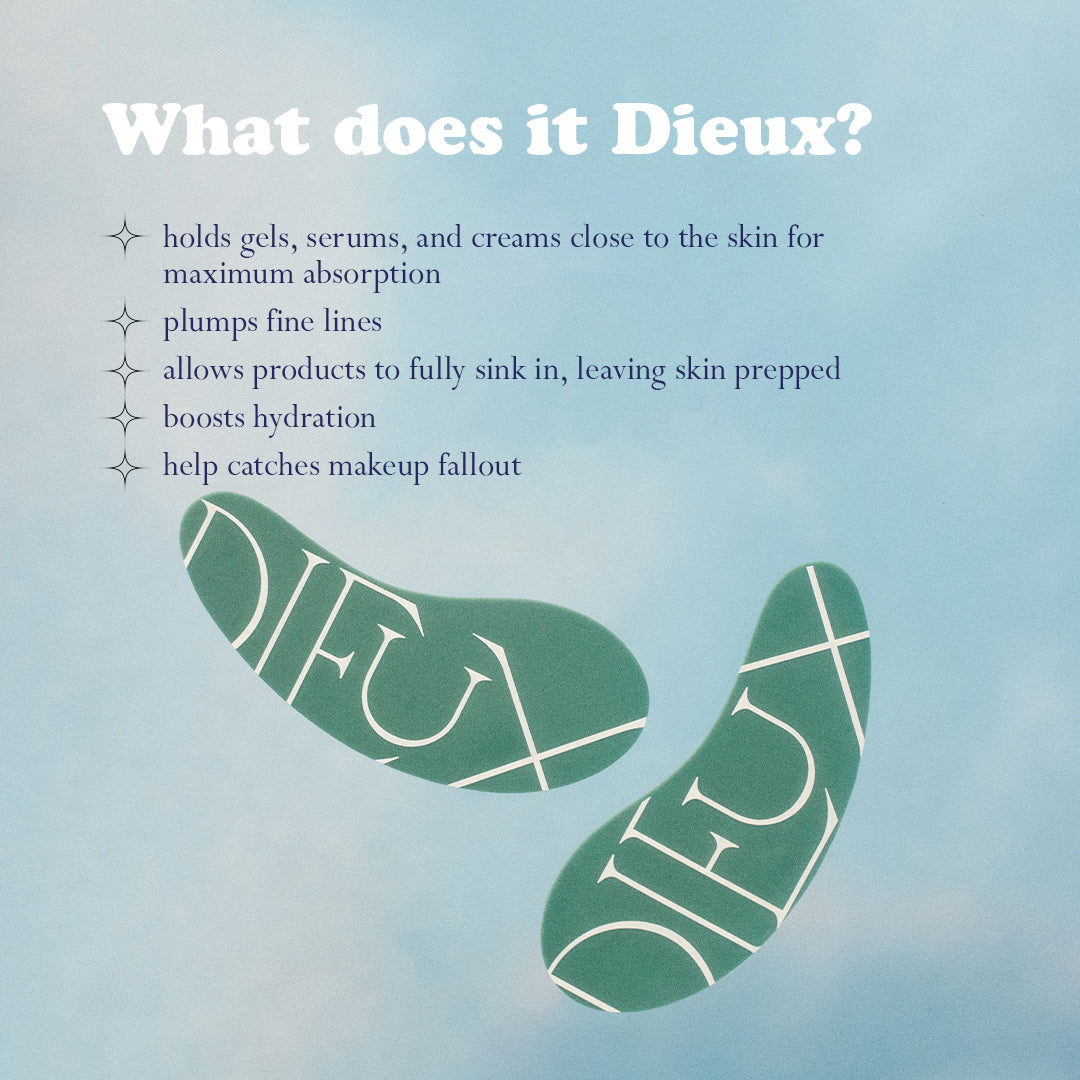 What does it Dieux?
holds gels, serums, and creams close to the skin for
maximum absorption
plumps fine lines
allows products to fully sink in, leaving skin prepped
boosts hydration
help catches makeup fallout
DIEUX
DIEUX